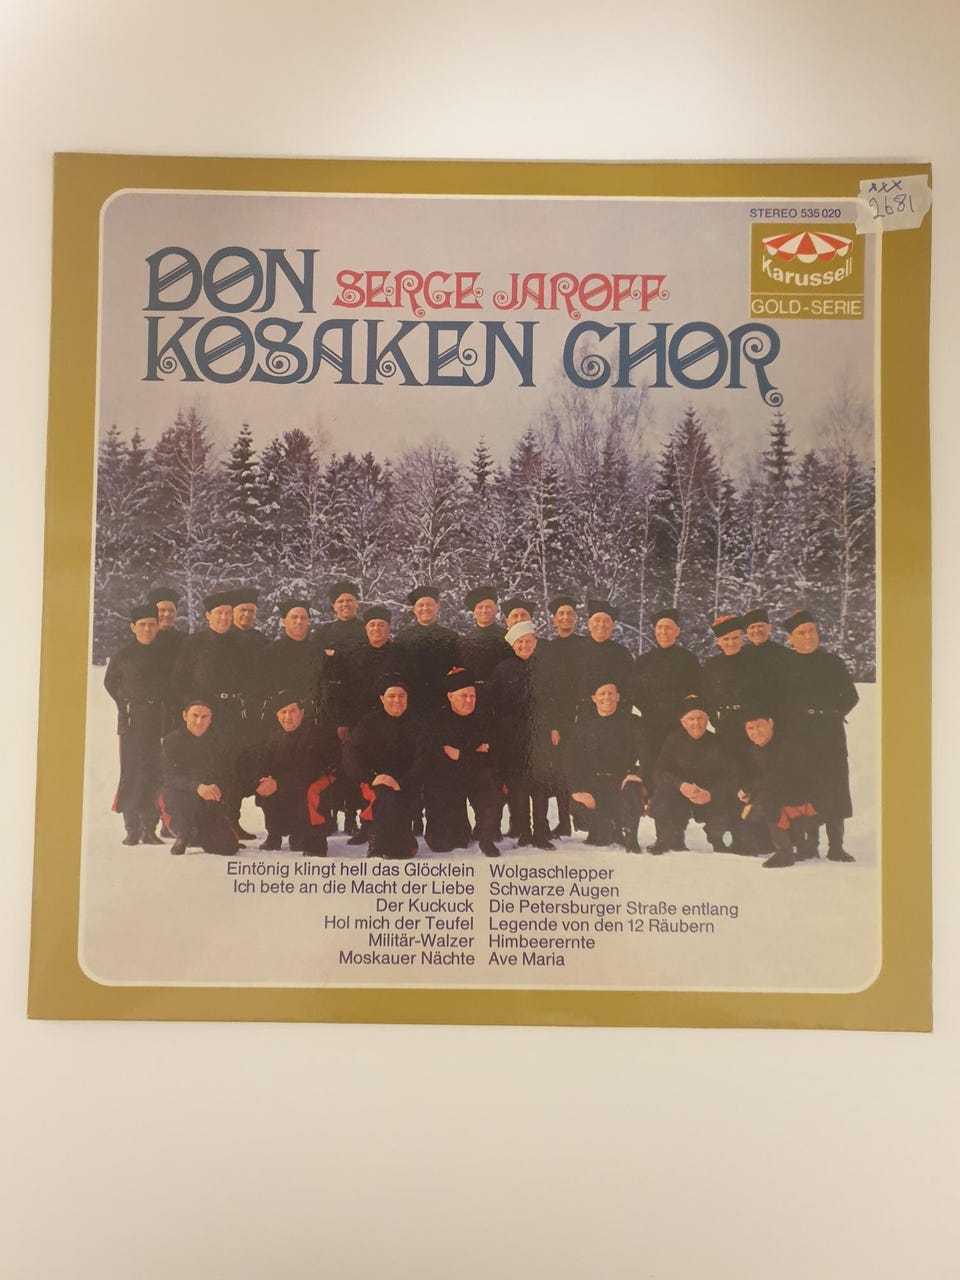 xxx
2681
STEREO 535 020
Karussell
GOLD-SERIE
DON SERGE JAROFF
KOSAKEN CHOR
Eintönig klingt hell das Glöcklein
Ich bete an die Macht der Liebe
Der Kuckuck
Hol mich der Teufel
Militär-Walzer
Moskauer Nächte
Wolgaschlepper
Schwarze Augen
Die Petersburger Straße entlang
Legende von den 12 Räubern
Himbeerernte
Ave Maria